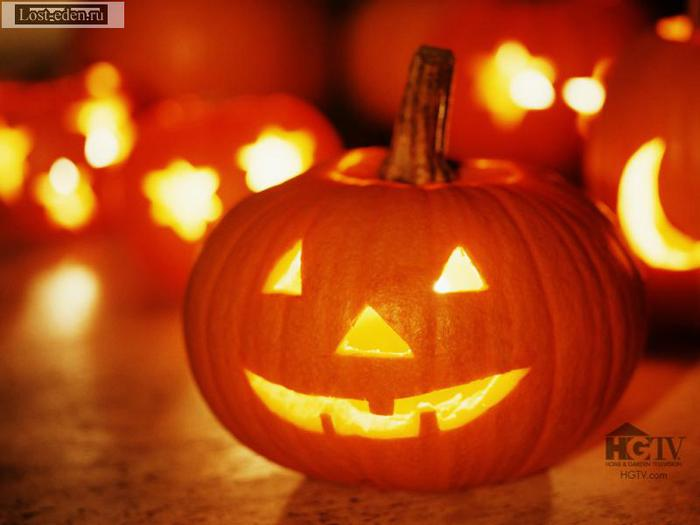 Lost-eden.ru
HGTV
HOME & GARDEN TELEVISION
HGTV.com